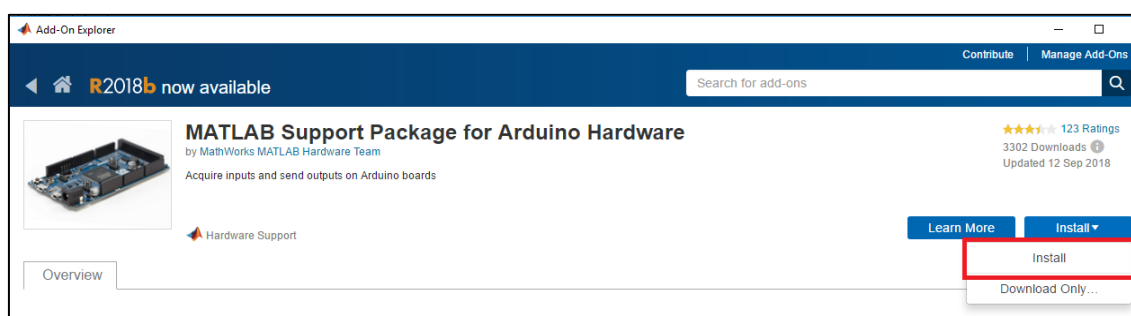 Add-On Explorer
Contribute Manage Add-Ons
R2018b now available
Search for add-ons
MATLAB Support Package for Arduino Hardware
by MathWorks MATLAB Hardware Team
Acquire inputs and send outputs on Arduino boards
123 Ratings
3302 Downloads
Updated 12 Sep 2018
Hardware Support
Learn More
Install
Install
Download Only...
Overview